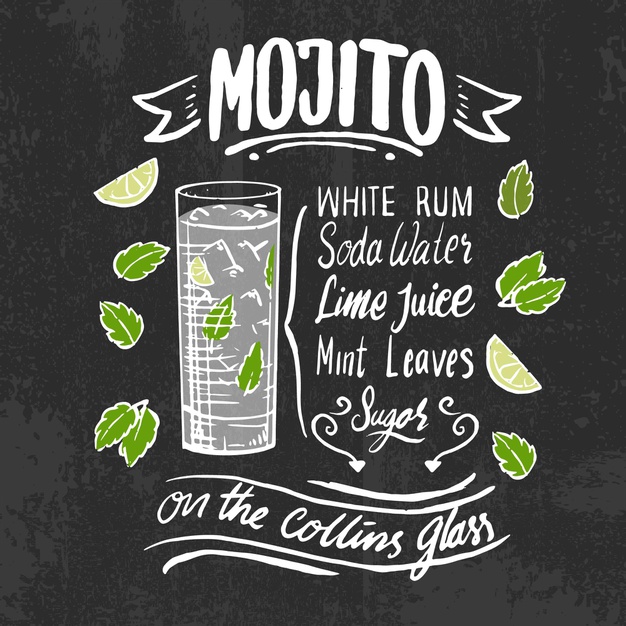 MOJITO
WHITE RUM
Soda Water
Lime Juice
Mint Leaves
Sugar
on the Collins glass